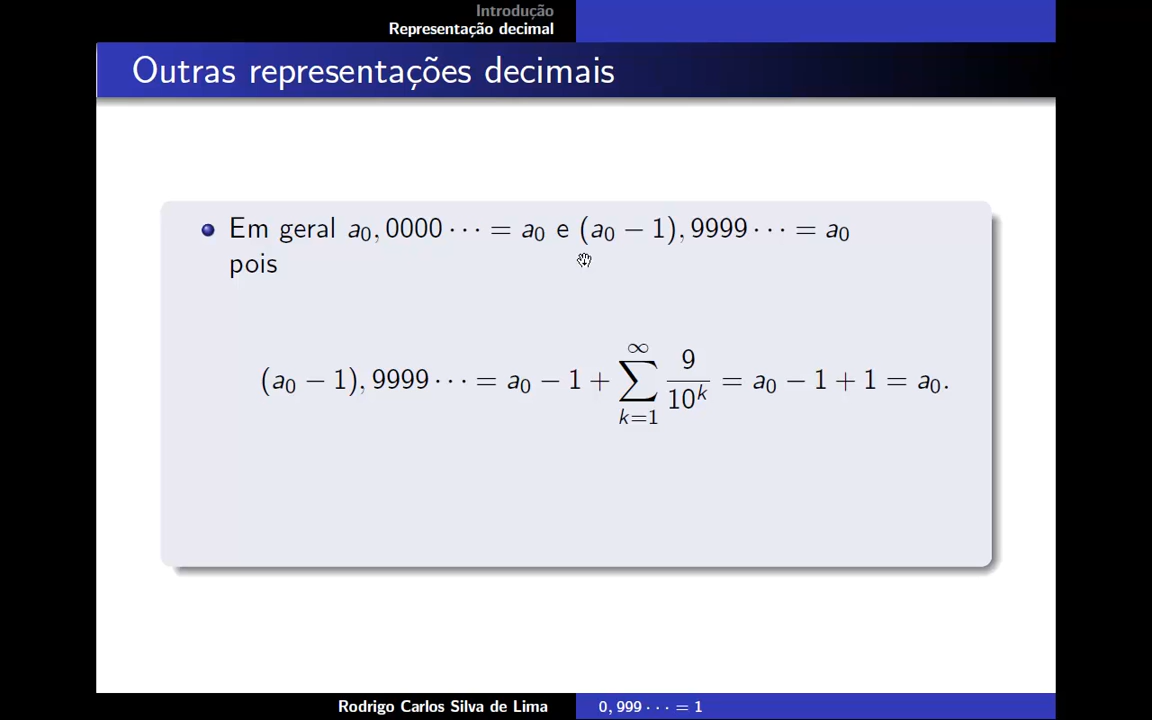 Introdução
Representação decimal
Outras representações decimais
Em geral a₀, 0000 ⋯ = a₀ e (a₀ − 1), 9999 ⋯ = a₀
pois
(a₀ − 1), 9999 ⋯ = a₀ − 1 + ∑_{k=1}^{∞} 9/10^k = a₀ − 1 + 1 = a₀.
Rodrigo Carlos Silva de Lima 0, 999 ⋯ = 1